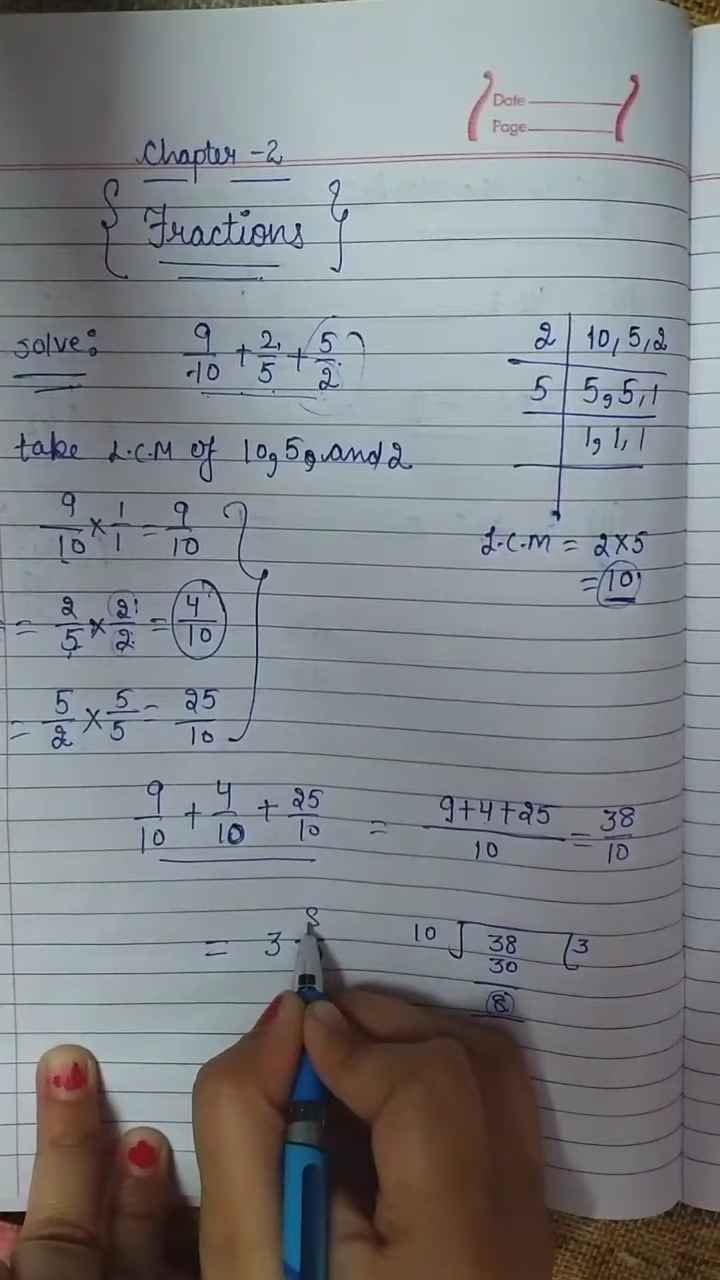 Date
Page
Chapter - 2
{ Fractions }
solve: 9/10 + 2/5 + 5/2
2 | 10, 5, 2
5 | 5, 5, 1
1, 1, 1
take L.C.M of 10, 5, and 2
L.C.M = 2×5
= 10
9/10 × 1/1 = 9/10
= 2/5 × 2/2 = 4/10
= 5/2 × 5/5 = 25/10
9/10 + 4/10 + 25/10 = 9+4+25/10 = 38/10
= 3 8
10 ) 38 ( 3
30
8